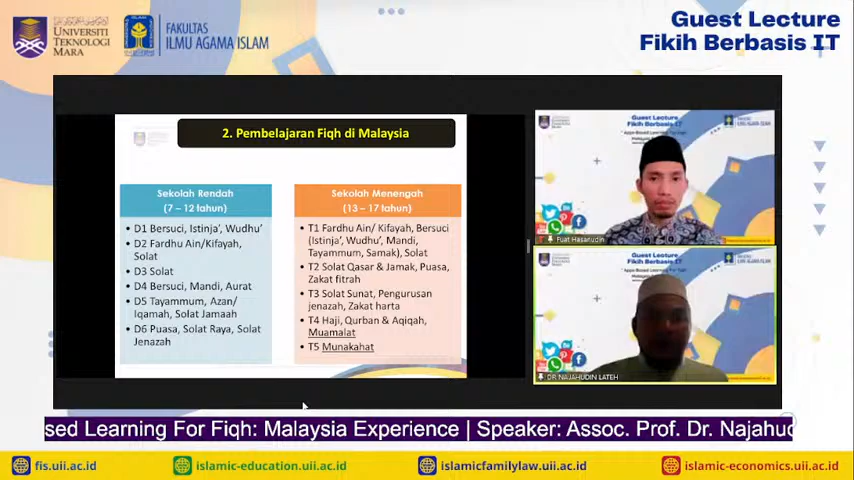 UNIVERSITI
TEKNOLOGI
MARA
FAKULTAS
ILMU AGAMA ISLAM
Guest Lecture
Fikih Berbasis IT
2. Pembelajaran Fiqh di Malaysia
Sekolah Rendah
(7 – 12 tahun)
• D1 Bersuci, Istinja', Wudhu'
• D2 Fardhu Ain/Kifayah,
Solat
• D3 Solat
• D4 Bersuci, Mandi, Aurat
• D5 Tayammum, Azan/
Iqamah, Solat Jamaah
• D6 Puasa, Solat Raya, Solat
Jenazah
Sekolah Menengah
(13 – 17 tahun)
• T1 Fardhu Ain/ Kifayah, Bersuci
(Istinja', Wudhu', Mandi,
Tayammum, Samak), Solat
• T2 Solat Qasar & Jamak, Puasa,
Zakat fitrah
• T3 Solat Sunat, Pengurusan
jenazah, Zakat harta
• T4 Haji, Qurban & Aqiqah,
Muamalat
• T5 Munakahat
Guest Lecture
Fikih Berbasis IT
Fuat Hasanudin
Guest Lecture
Fikih Berbasis IT
DR NAJAHUDIN LATEH
sed Learning For Fiqh: Malaysia Experience | Speaker: Assoc. Prof. Dr. Najahud
fis.uii.ac.id
islamic-education.uii.ac.id
islamicfamilylaw.uii.ac.id
islamic-economics.uii.ac.id